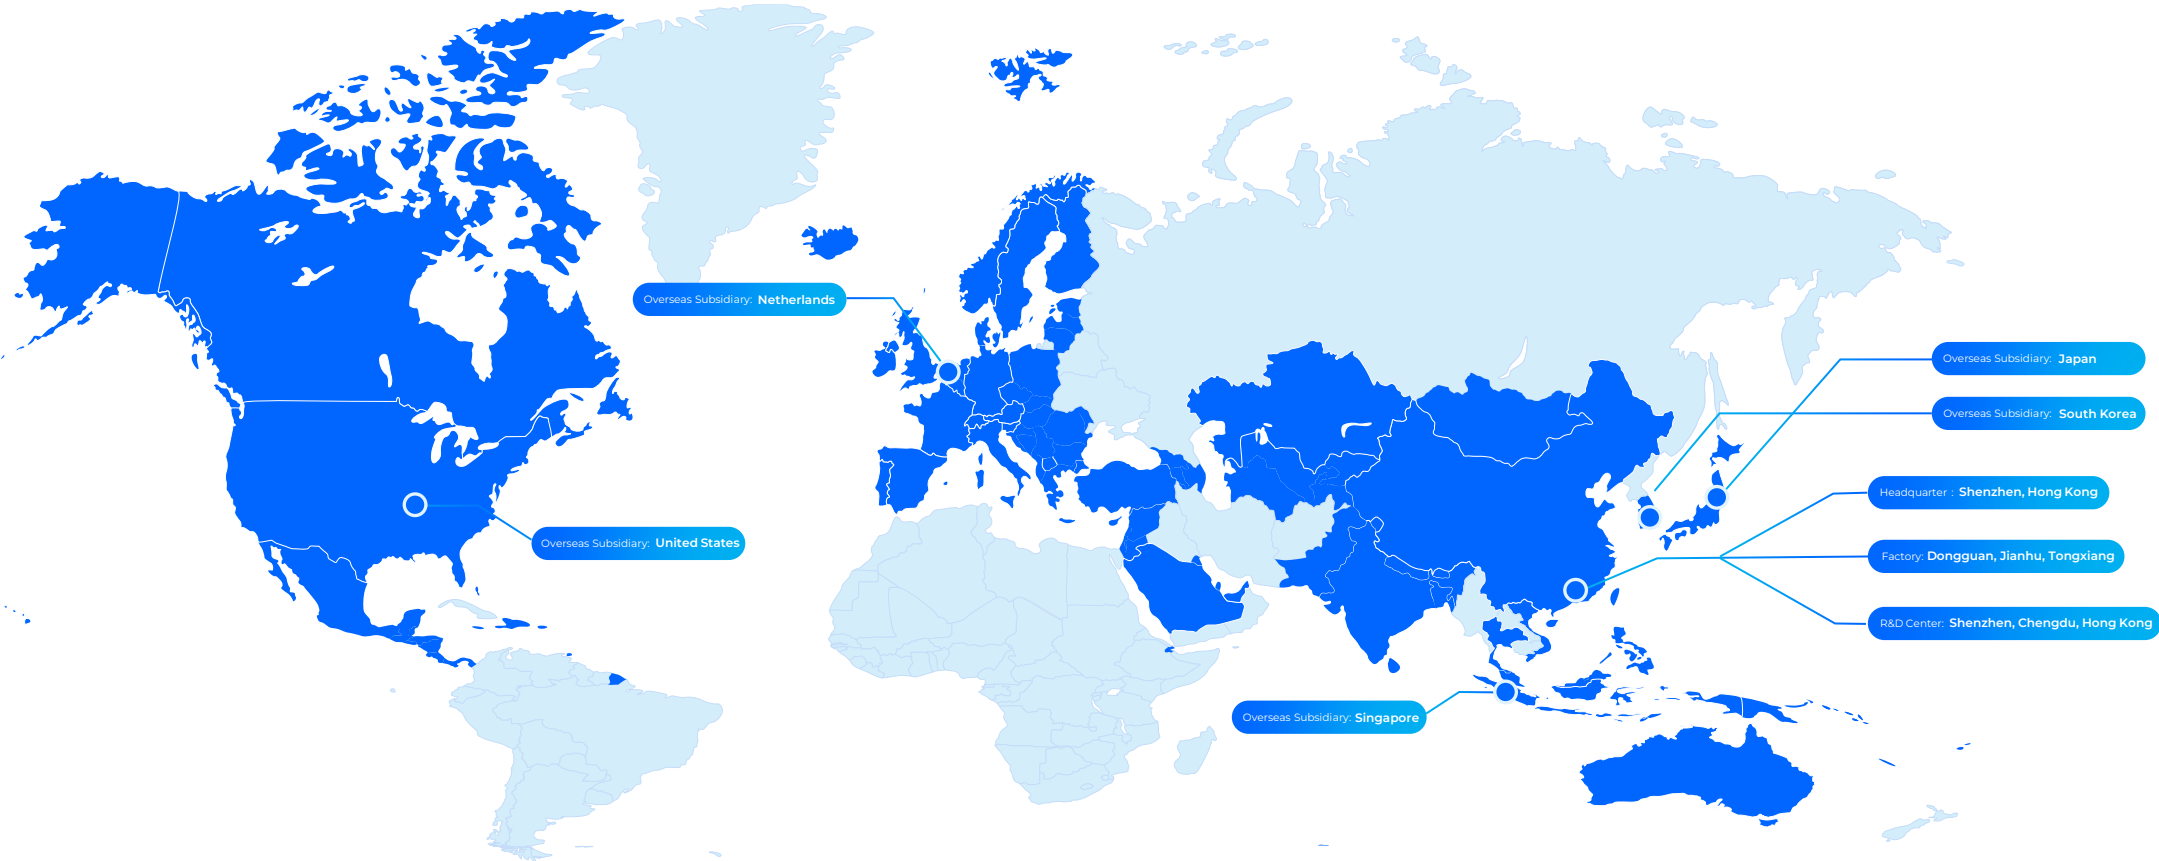 Overseas Subsidiary: Netherlands
Overseas Subsidiary: Japan
Overseas Subsidiary: South Korea
Headquarter : Shenzhen, Hong Kong
Overseas Subsidiary: United States
Factory: Dongguan, Jianhu, Tongxiang
R&D Center: Shenzhen, Chengdu, Hong Kong
Overseas Subsidiary: Singapore